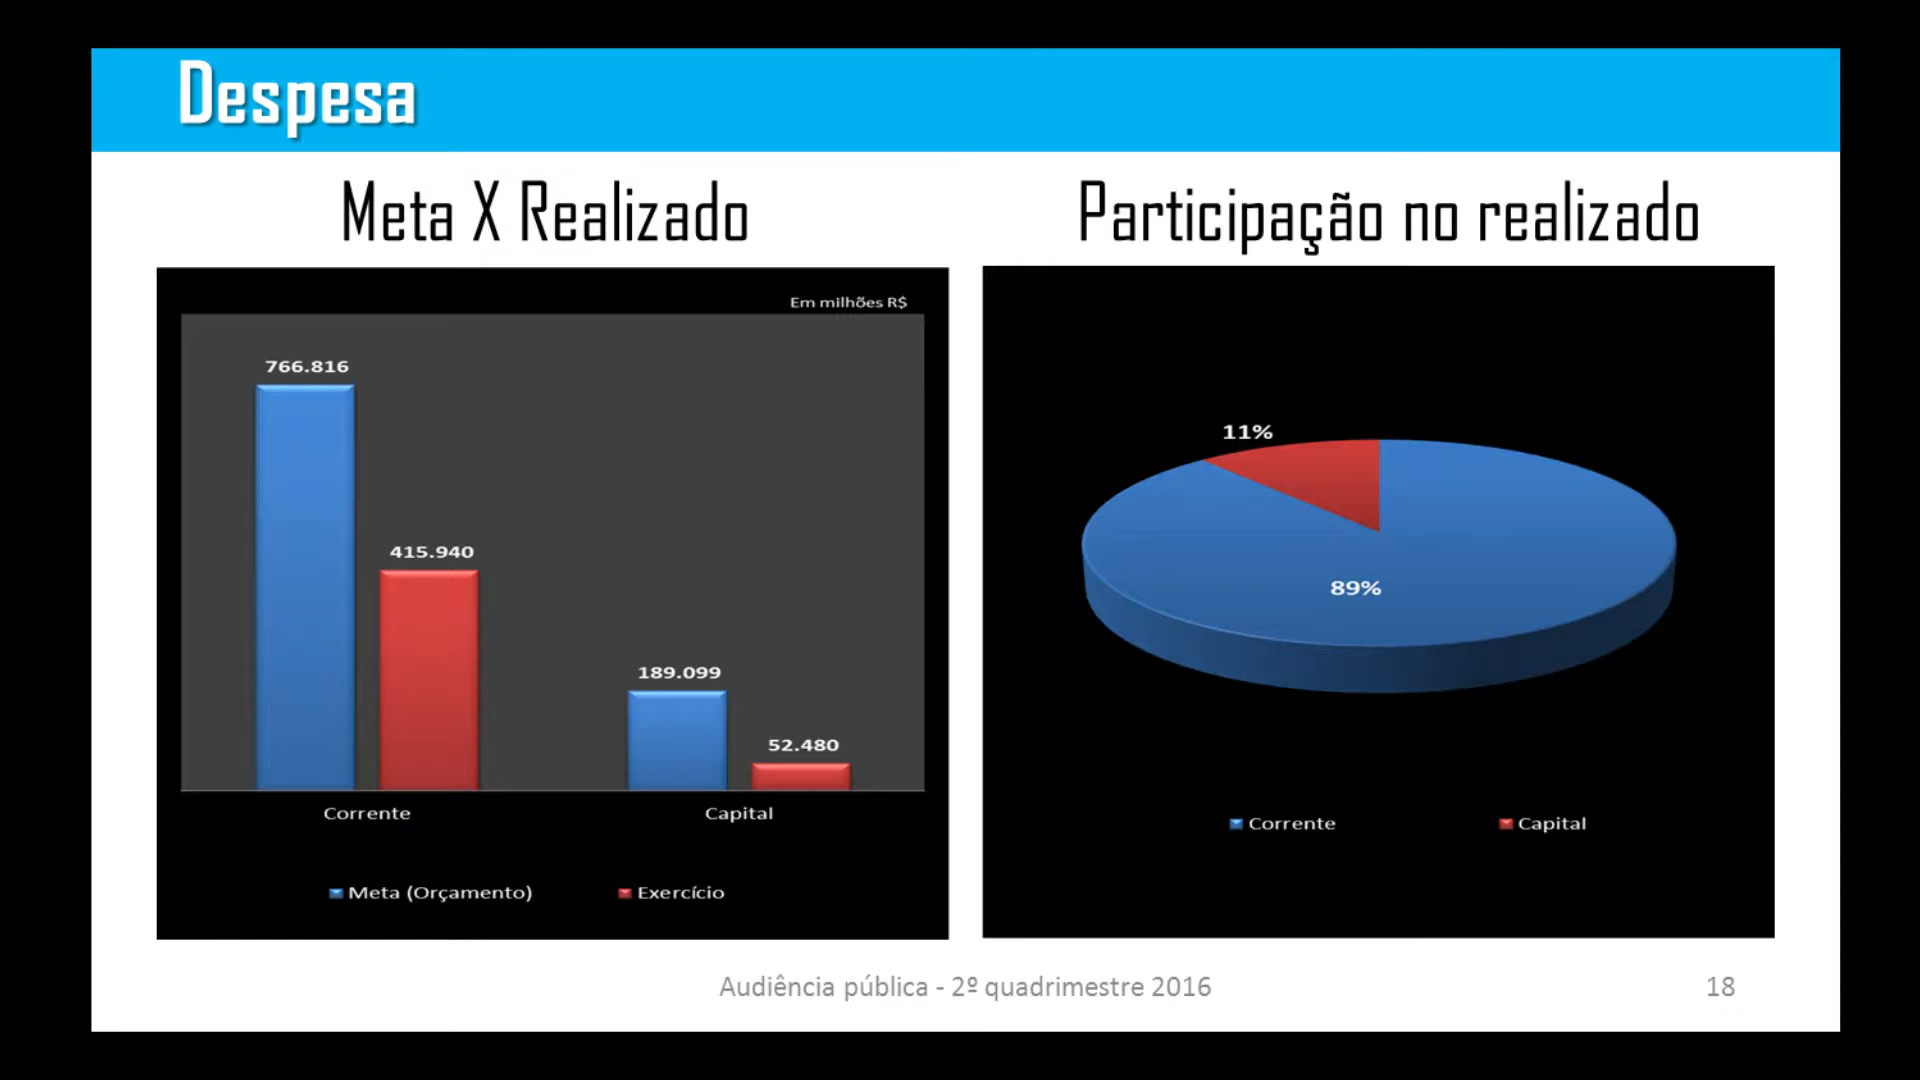 Despesa
Meta X Realizado
Participação no realizado
Em milhões R$
766.816
415.940
189.099
52.480
Corrente
Capital
Meta (Orçamento)
Exercício
11%
89%
Corrente
Capital
Audiência pública - 2º quadrimestre 2016
18